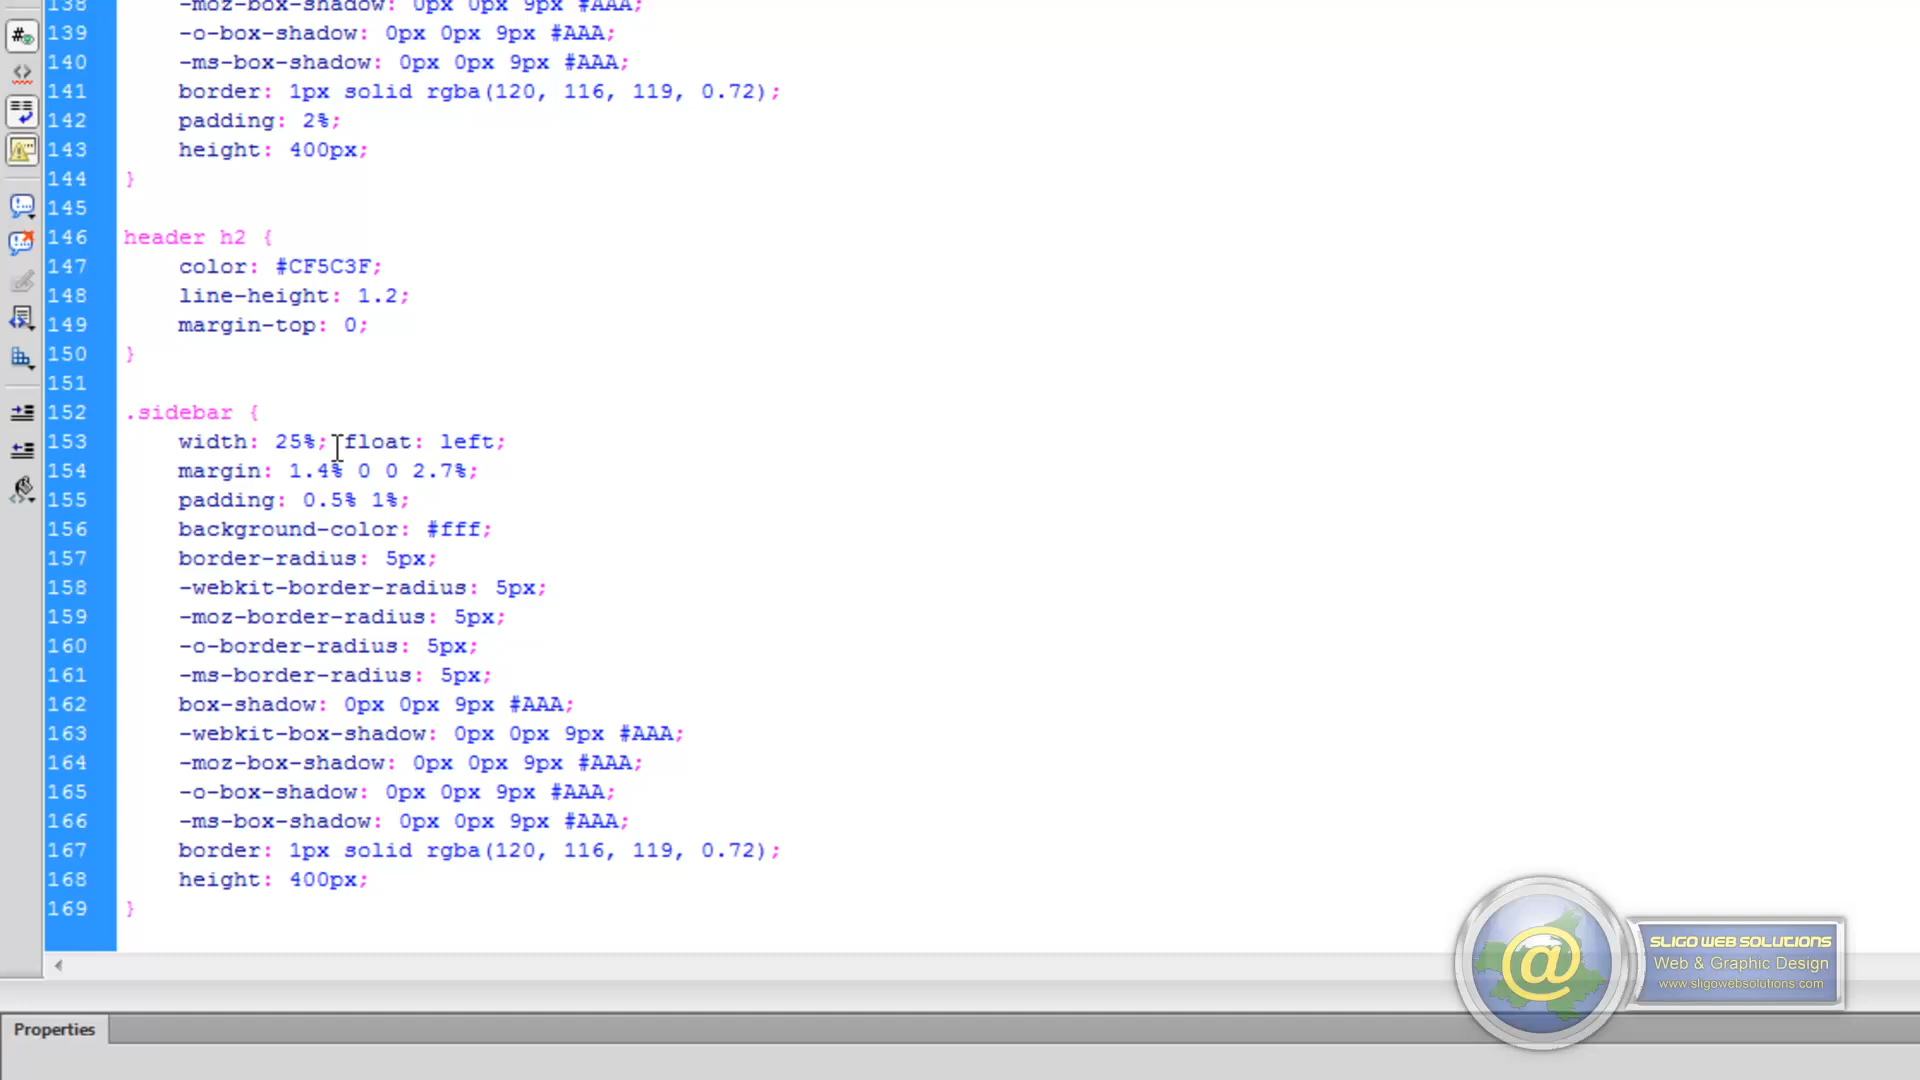 138 -moz-box-shadow: 0px 0px 9px #AAA;
139 -o-box-shadow: 0px 0px 9px #AAA;
140 -ms-box-shadow: 0px 0px 9px #AAA;
141 border: 1px solid rgba(120, 116, 119, 0.72);
142 padding: 2%;
143 height: 400px;
144 }
145
146 header h2 {
147 color: #CF5C3F;
148 line-height: 1.2;
149 margin-top: 0;
150 }
151
152 .sidebar {
153 width: 25%; float: left;
154 margin: 1.4% 0 0 2.7%;
155 padding: 0.5% 1%;
156 background-color: #fff;
157 border-radius: 5px;
158 -webkit-border-radius: 5px;
159 -moz-border-radius: 5px;
160 -o-border-radius: 5px;
161 -ms-border-radius: 5px;
162 box-shadow: 0px 0px 9px #AAA;
163 -webkit-box-shadow: 0px 0px 9px #AAA;
164 -moz-box-shadow: 0px 0px 9px #AAA;
165 -o-box-shadow: 0px 0px 9px #AAA;
166 -ms-box-shadow: 0px 0px 9px #AAA;
167 border: 1px solid rgba(120, 116, 119, 0.72);
168 height: 400px;
169 }
@
SLIGO WEB SOLUTIONS
Web & Graphic Design
www.sligowebsolutions.com
Properties